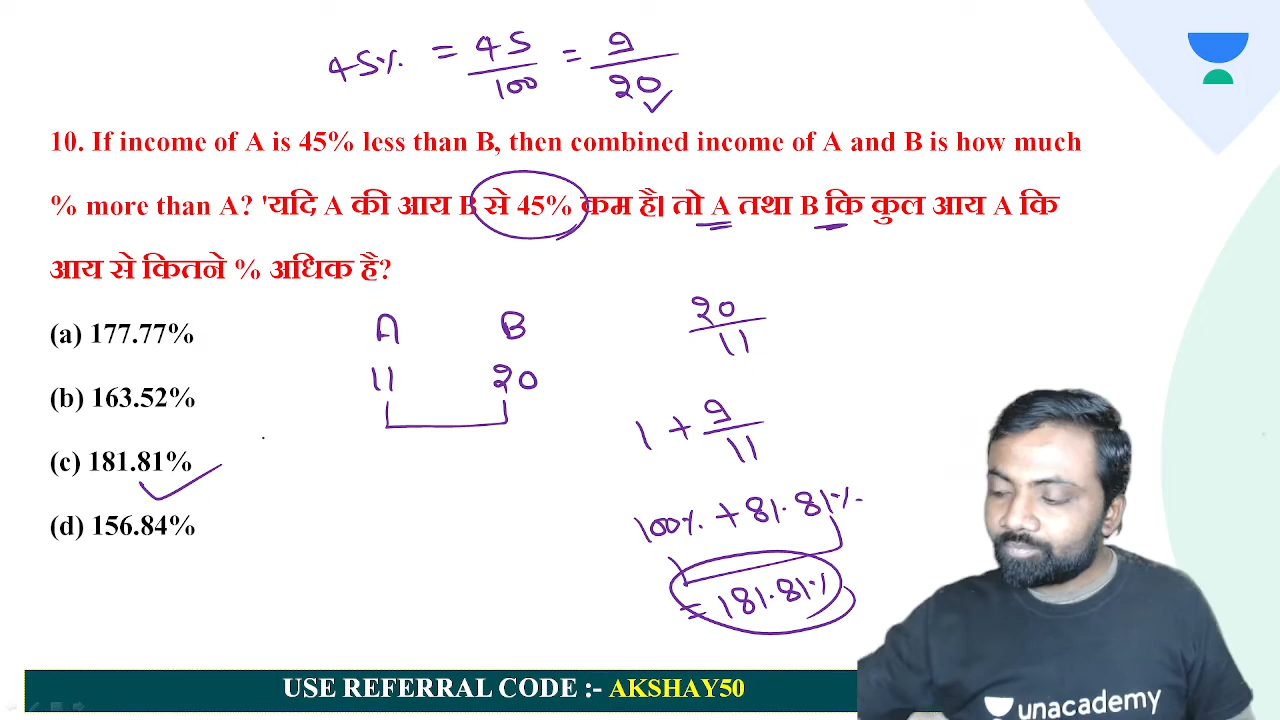 45% = 45/100 = 9/20
10. If income of A is 45% less than B, then combined income of A and B is how much
% more than A? 'यदि A की आय B से 45% कम है। तो A तथा B कि कुल आय A कि
आय से कितने % अधिक है?
(a) 177.77%
(b) 163.52%
(c) 181.81%
(d) 156.84%
A B
11 20
20/11
1 + 9/11
100% + 81.81%
= 181.81%
USE REFERRAL CODE :- AKSHAY50
unacademy